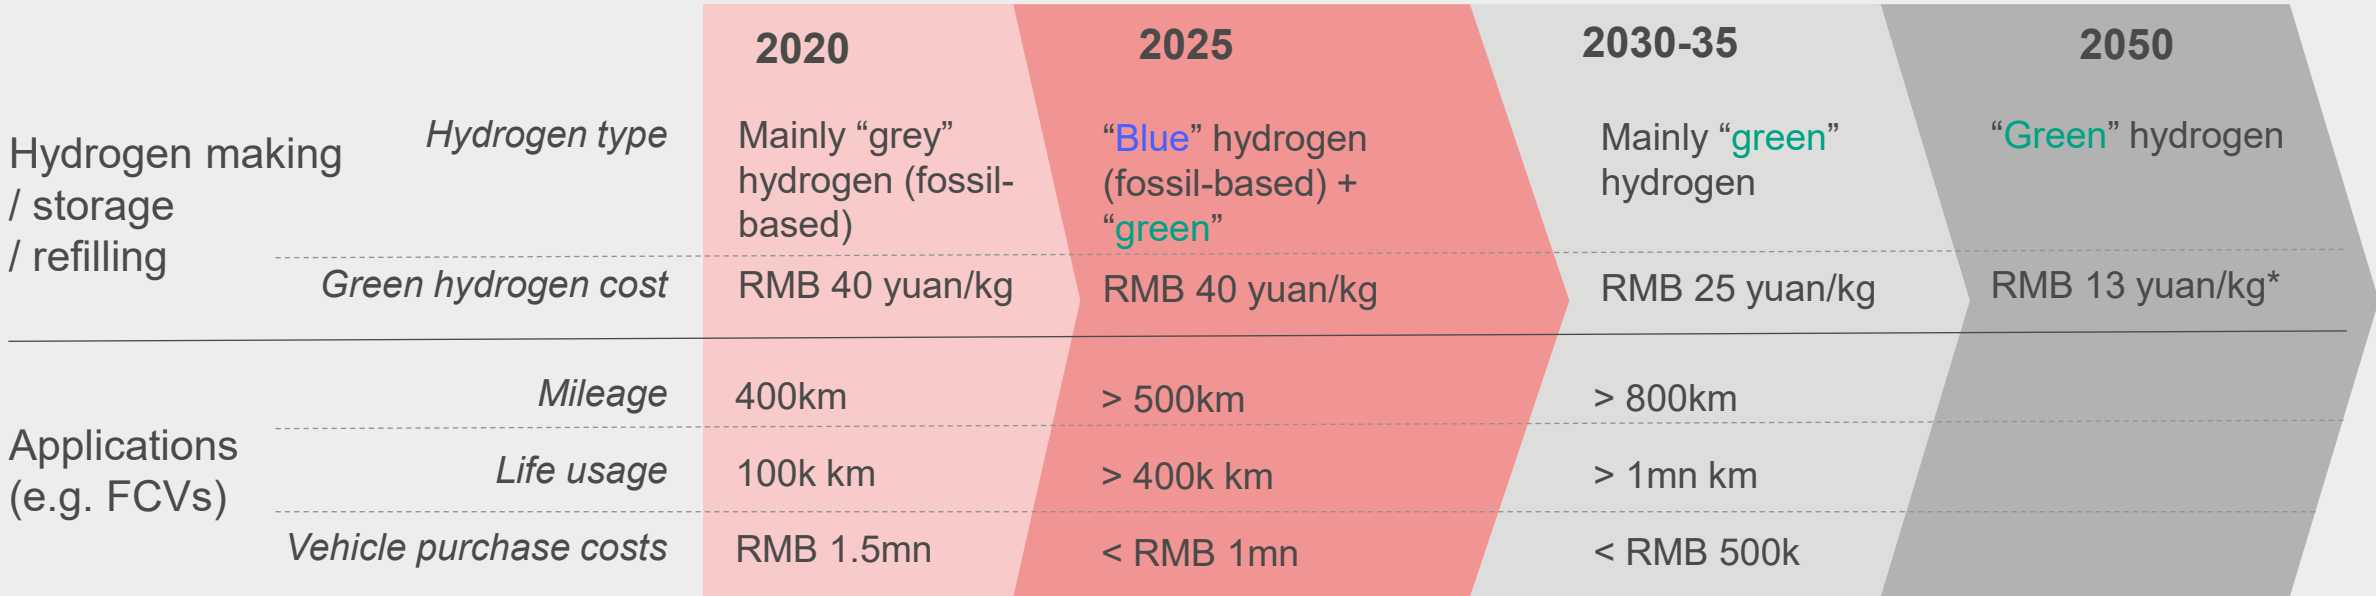 2020
2025
2030-35
2050
Hydrogen making
/ storage
/ refilling
Hydrogen type
Mainly “grey”
hydrogen (fossil-
based)
“Blue” hydrogen
(fossil-based) +
“green”
Mainly “green”
hydrogen
“Green” hydrogen
Green hydrogen cost
RMB 40 yuan/kg
RMB 40 yuan/kg
RMB 25 yuan/kg
RMB 13 yuan/kg*
Applications
(e.g. FCVs)
Mileage
400km
> 500km
> 800km
Life usage
100k km
> 400k km
> 1mn km
Vehicle purchase costs
RMB 1.5mn
< RMB 1mn
< RMB 500k